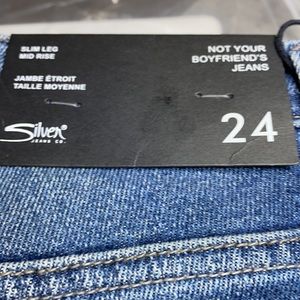 SLIM LEG
MID RISE
JAMBE ÉTROIT
TAILLE MOYENNE
NOT YOUR
BOYFRIEND'S
JEANS
Silver
JEANS CO.
24